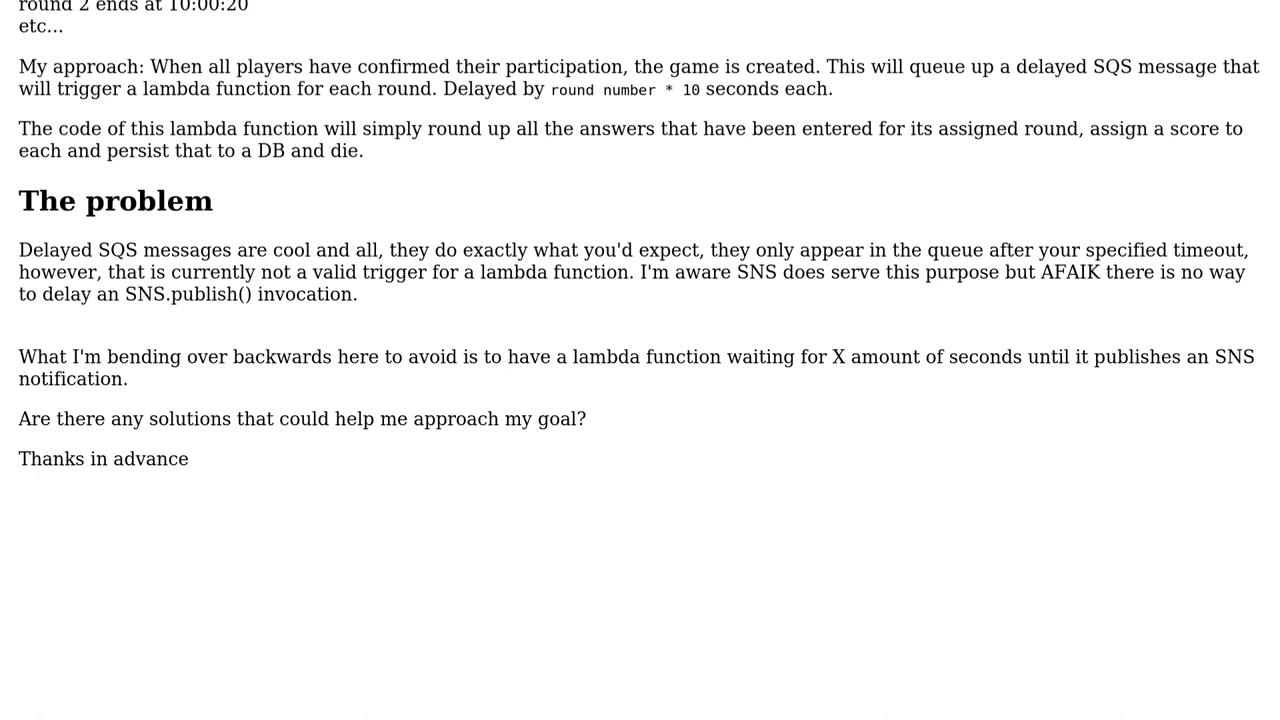 round 2 ends at 10:00:20
etc...
My approach: When all players have confirmed their participation, the game is created. This will queue up a delayed SQS message that
will trigger a lambda function for each round. Delayed by round number * 10 seconds each.
The code of this lambda function will simply round up all the answers that have been entered for its assigned round, assign a score to
each and persist that to a DB and die.
The problem
Delayed SQS messages are cool and all, they do exactly what you'd expect, they only appear in the queue after your specified timeout,
however, that is currently not a valid trigger for a lambda function. I'm aware SNS does serve this purpose but AFAIK there is no way
to delay an SNS.publish() invocation.
What I'm bending over backwards here to avoid is to have a lambda function waiting for X amount of seconds until it publishes an SNS
notification.
Are there any solutions that could help me approach my goal?
Thanks in advance